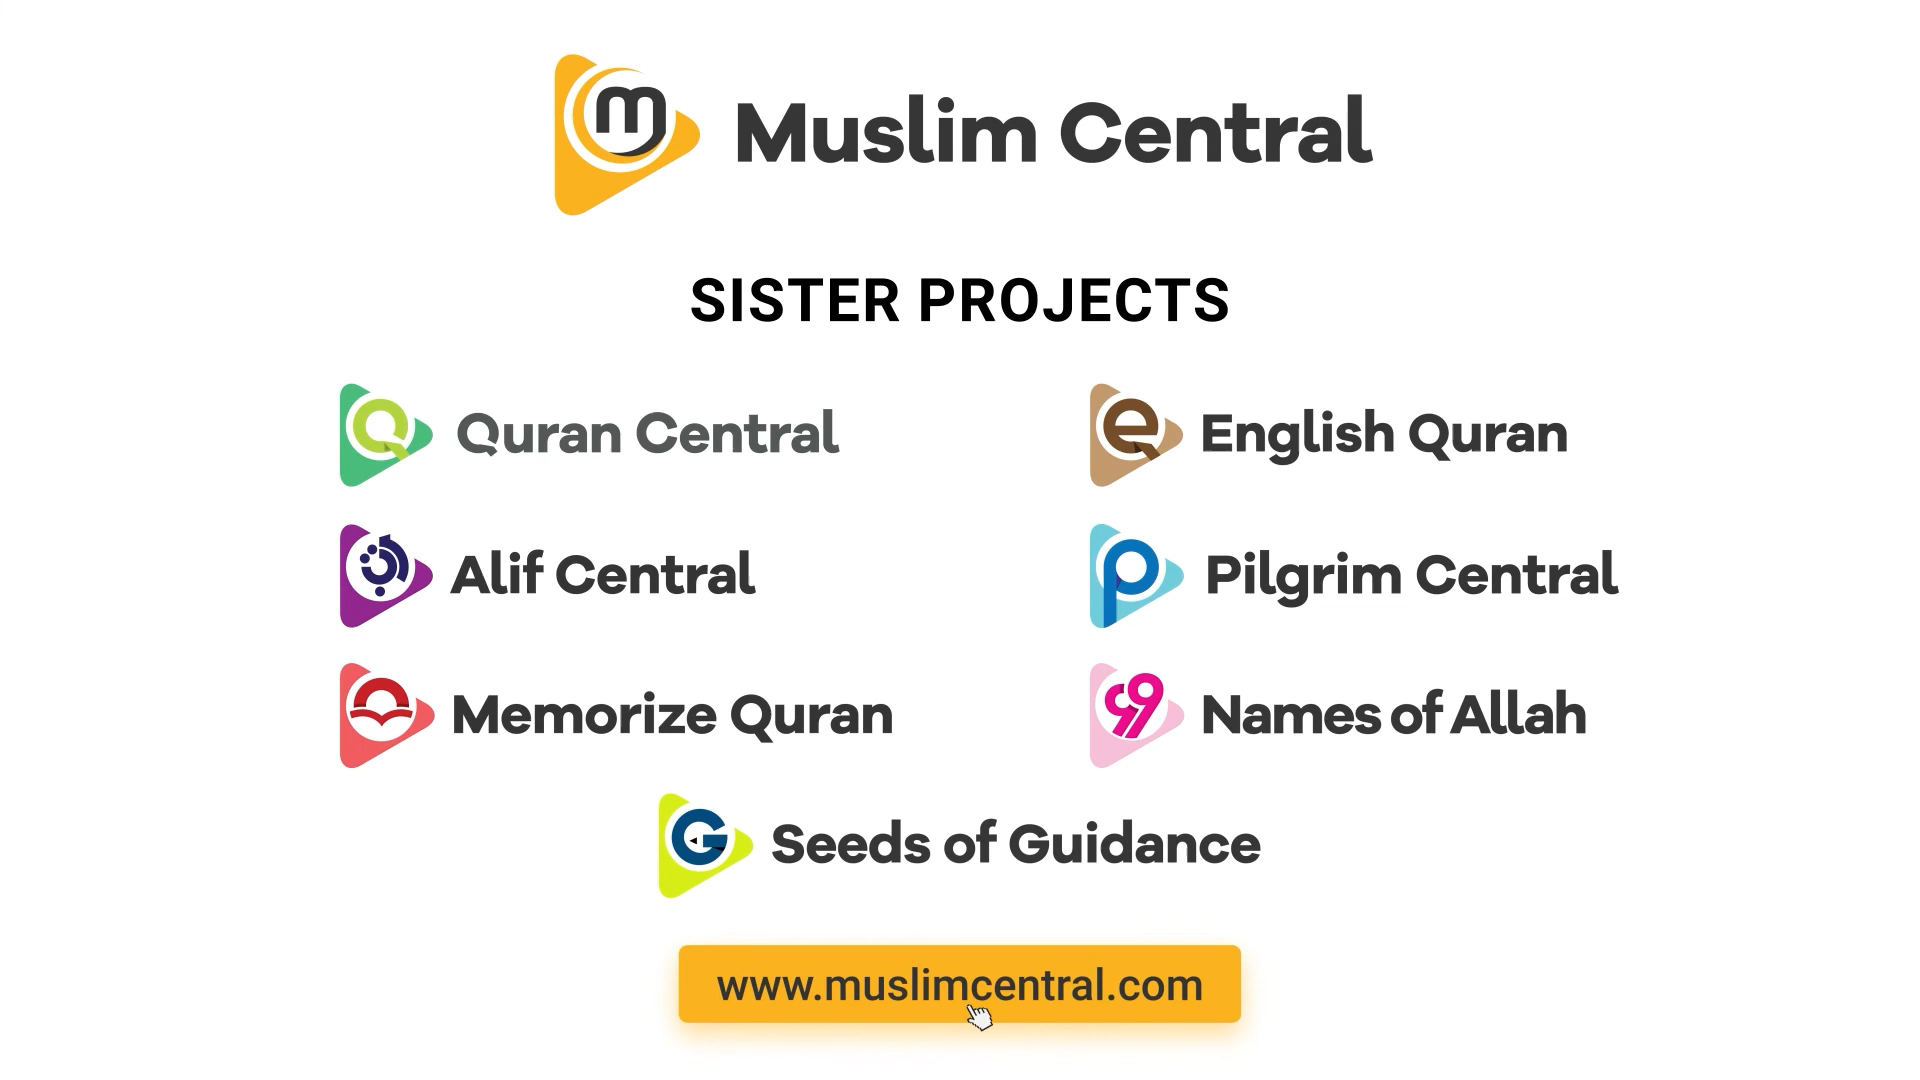 Muslim Central
SISTER PROJECTS
Quran Central
English Quran
Alif Central
Pilgrim Central
Memorize Quran
99 Names of Allah
Seeds of Guidance
www.muslimcentral.com